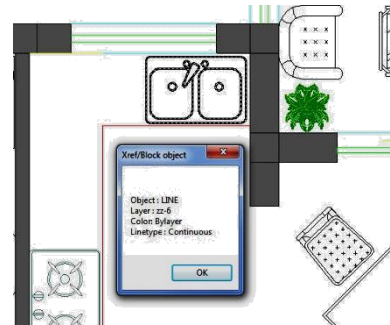 Xref/Block object
Object : LINE
Layer : zz-6
Color: Bylayer
Linetype : Continuous
OK